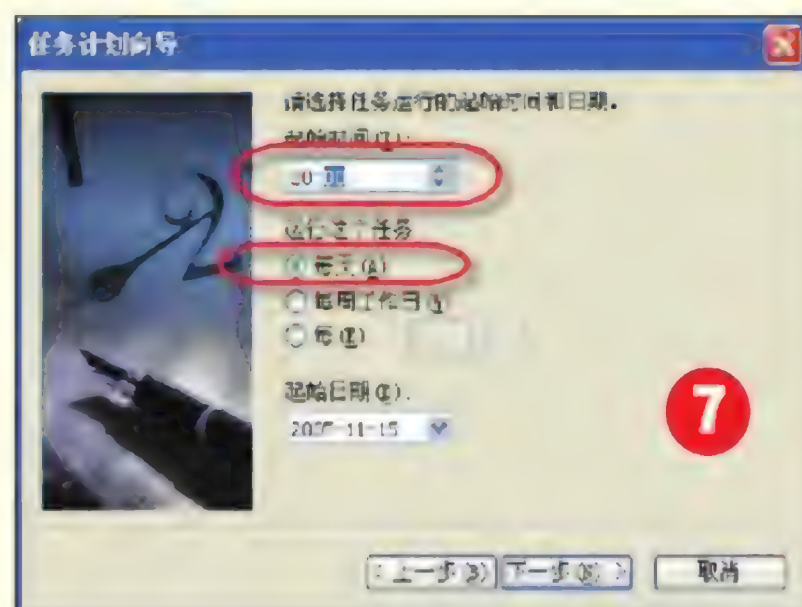 任务计划向导
请选择任务运行的起始时间和日期。
起始时间(T):
运行这个任务
每天(A)
每周工作日
每(E)
起始日期(S):
7
上一步(B) 下一步(N) > 取消